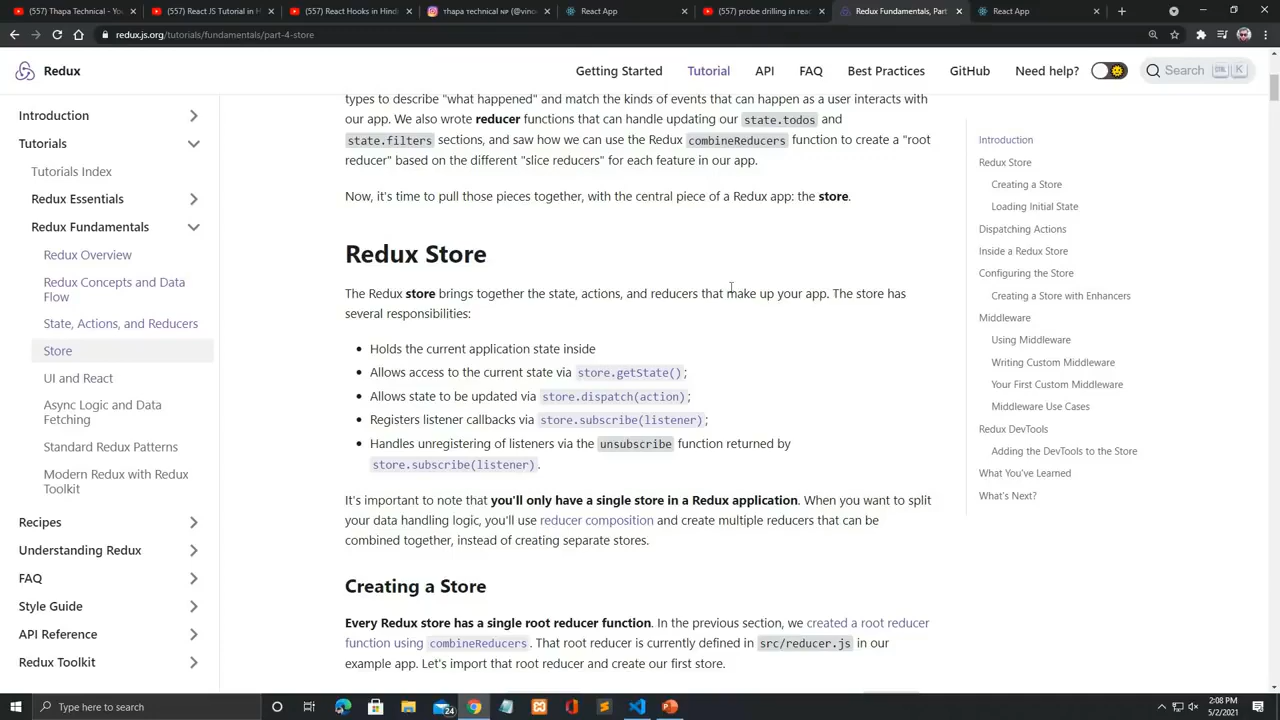 (557) Thapa Technical - You
(557) React JS Tutorial in H
(557) React Hooks in Hindi
thapa technical NP (@vinod
React App
(557) probe drilling in reac
Redux Fundamentals, Part
React App
redux.js.org/tutorials/fundamentals/part-4-store
Redux
Getting Started
Tutorial
API
FAQ
Best Practices
GitHub
Need help?
Search
K
Introduction
Tutorials
Tutorials Index
Redux Essentials
Redux Fundamentals
Redux Overview
Redux Concepts and Data
Flow
State, Actions, and Reducers
Store
UI and React
Async Logic and Data
Fetching
Standard Redux Patterns
Modern Redux with Redux
Toolkit
Recipes
Understanding Redux
FAQ
Style Guide
API Reference
Redux Toolkit
types to describe "what happened" and match the kinds of events that can happen as a user interacts with
our app. We also wrote reducer functions that can handle updating our state.todos and
state.filters sections, and saw how we can use the Redux combineReducers function to create a "root
reducer" based on the different "slice reducers" for each feature in our app.
Now, it's time to pull those pieces together, with the central piece of a Redux app: the store.
Redux Store
The Redux store brings together the state, actions, and reducers that make up your app. The store has
several responsibilities:
Holds the current application state inside
Allows access to the current state via store.getState();
Allows state to be updated via store.dispatch(action);
Registers listener callbacks via store.subscribe(listener);
Handles unregistering of listeners via the unsubscribe function returned by
store.subscribe(listener).
It's important to note that you'll only have a single store in a Redux application. When you want to split
your data handling logic, you'll use reducer composition and create multiple reducers that can be
combined together, instead of creating separate stores.
Creating a Store
Every Redux store has a single root reducer function. In the previous section, we created a root reducer
function using combineReducers. That root reducer is currently defined in src/reducer.js in our
example app. Let's import that root reducer and create our first store.
Introduction
Redux Store
Creating a Store
Loading Initial State
Dispatching Actions
Inside a Redux Store
Configuring the Store
Creating a Store with Enhancers
Middleware
Using Middleware
Writing Custom Middleware
Your First Custom Middleware
Middleware Use Cases
Redux DevTools
Adding the DevTools to the Store
What You've Learned
What's Next?
Type here to search
24
ENG
2:08 PM
5/2/2021